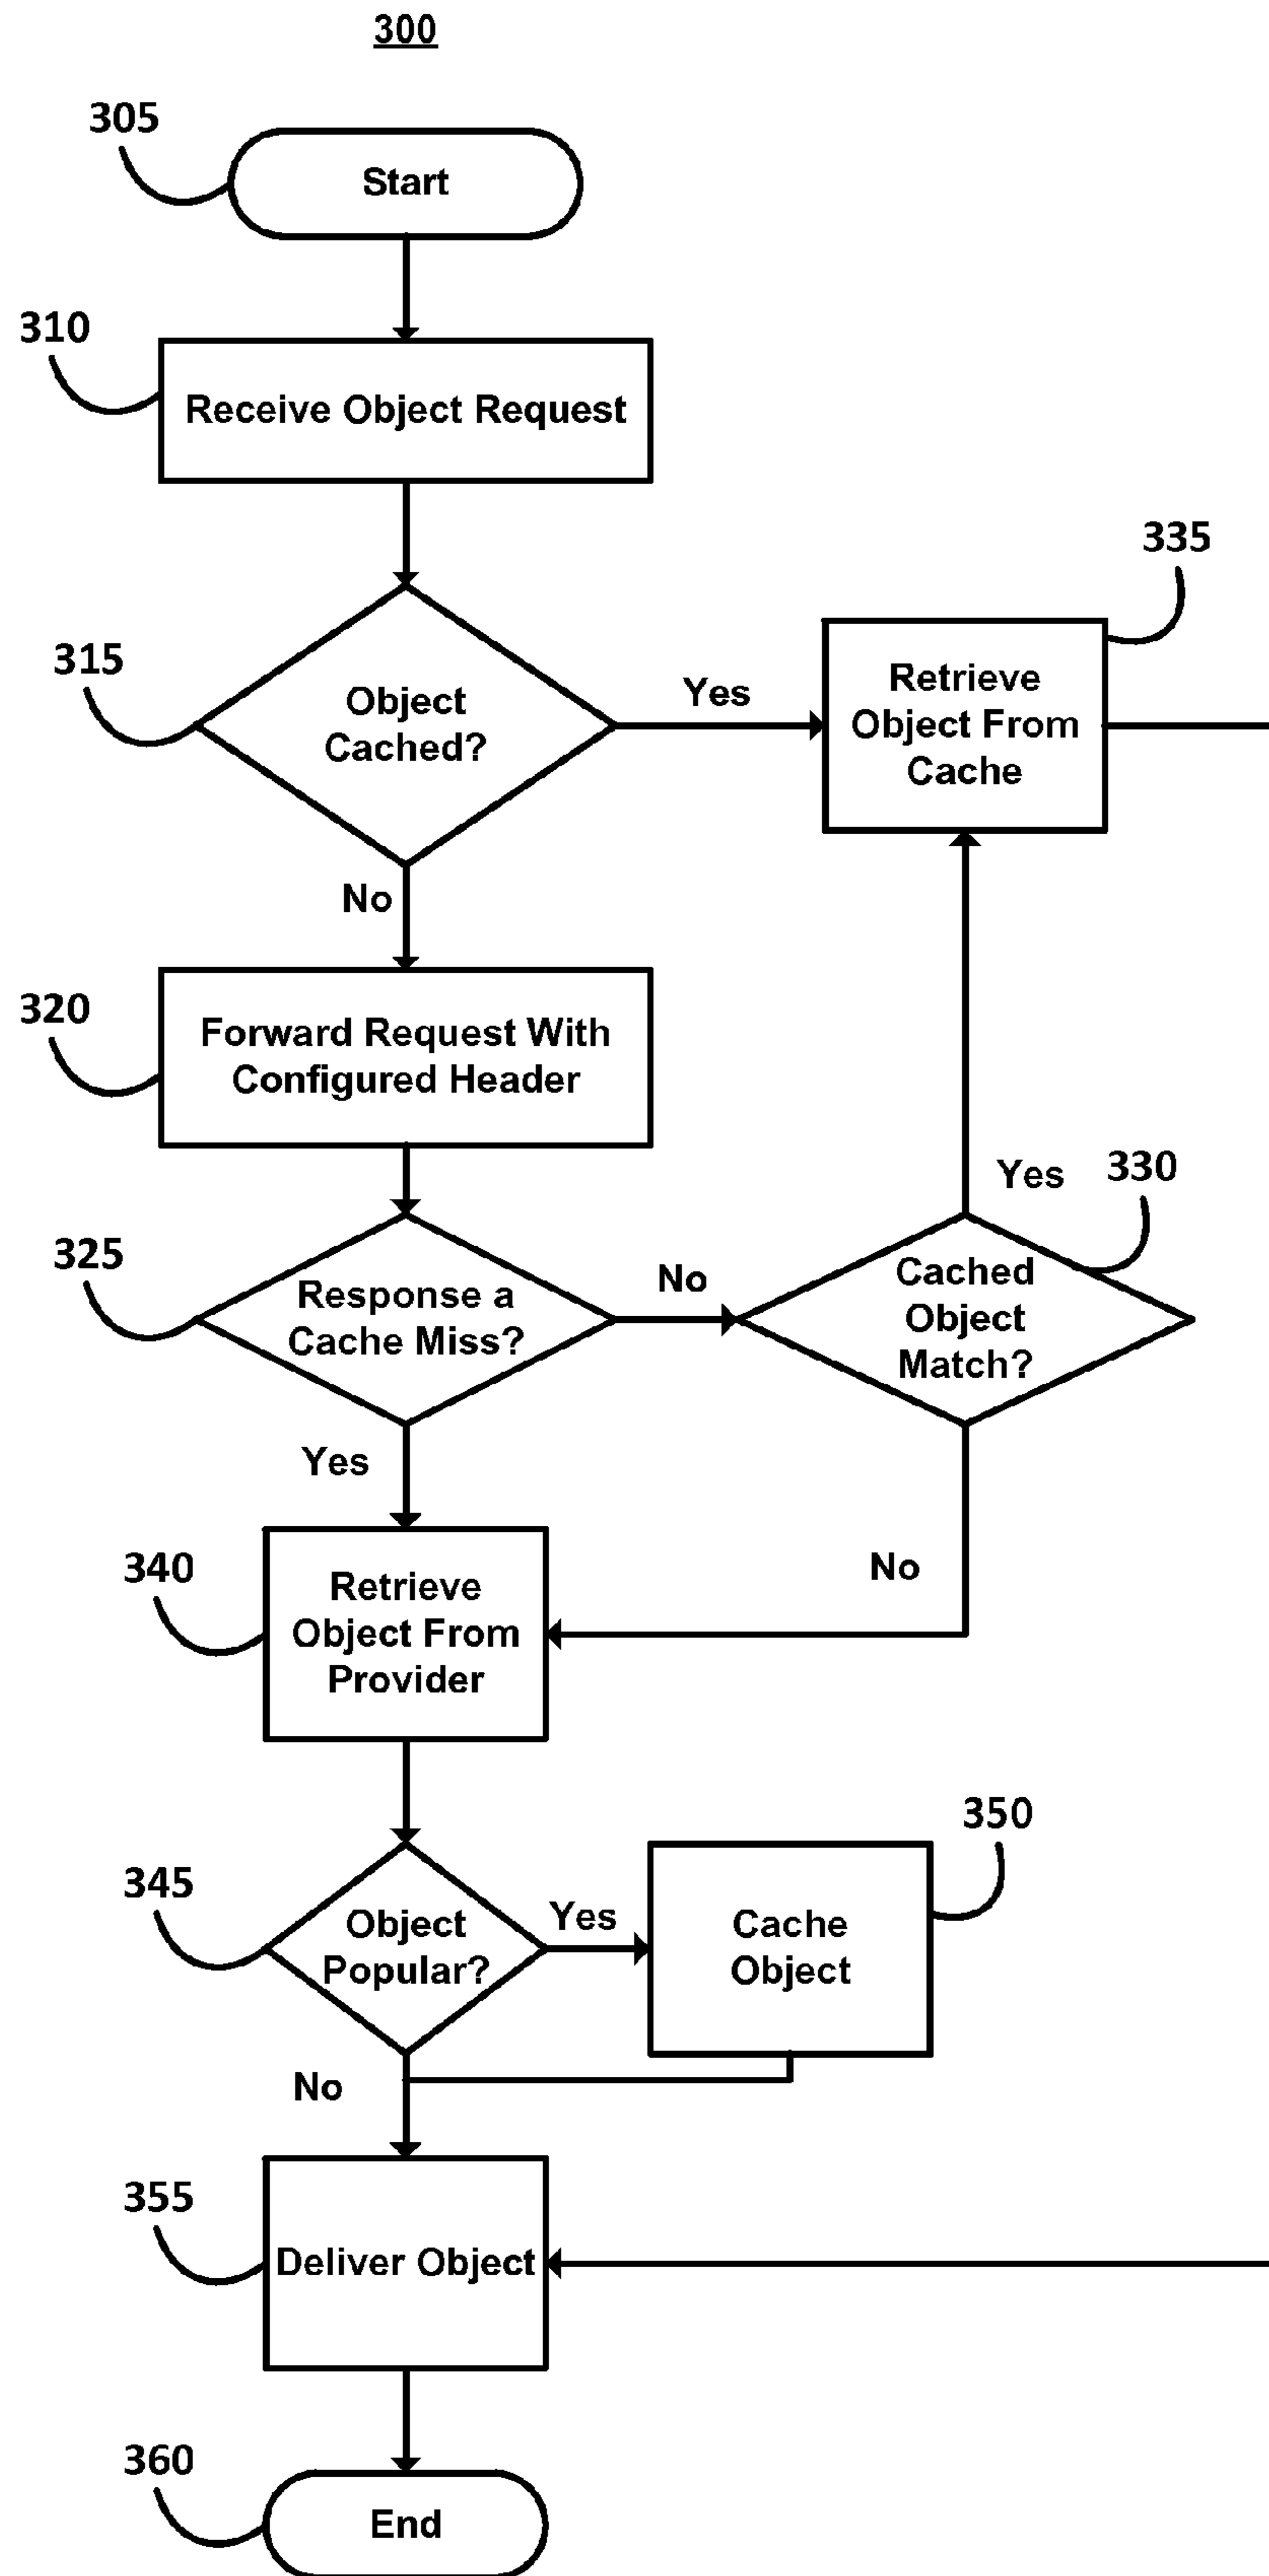 300
305
Start
310
Receive Object Request
335
315
Object
Cached?
Yes
Retrieve
Object From
Cache
No
320
Forward Request With
Configured Header
Yes
330
325
Response a
Cache Miss?
No
Cached
Object
Match?
Yes
340
Retrieve
Object From
Provider
No
350
345
Object
Popular?
Yes
Cache
Object
No
355
Deliver Object
360
End